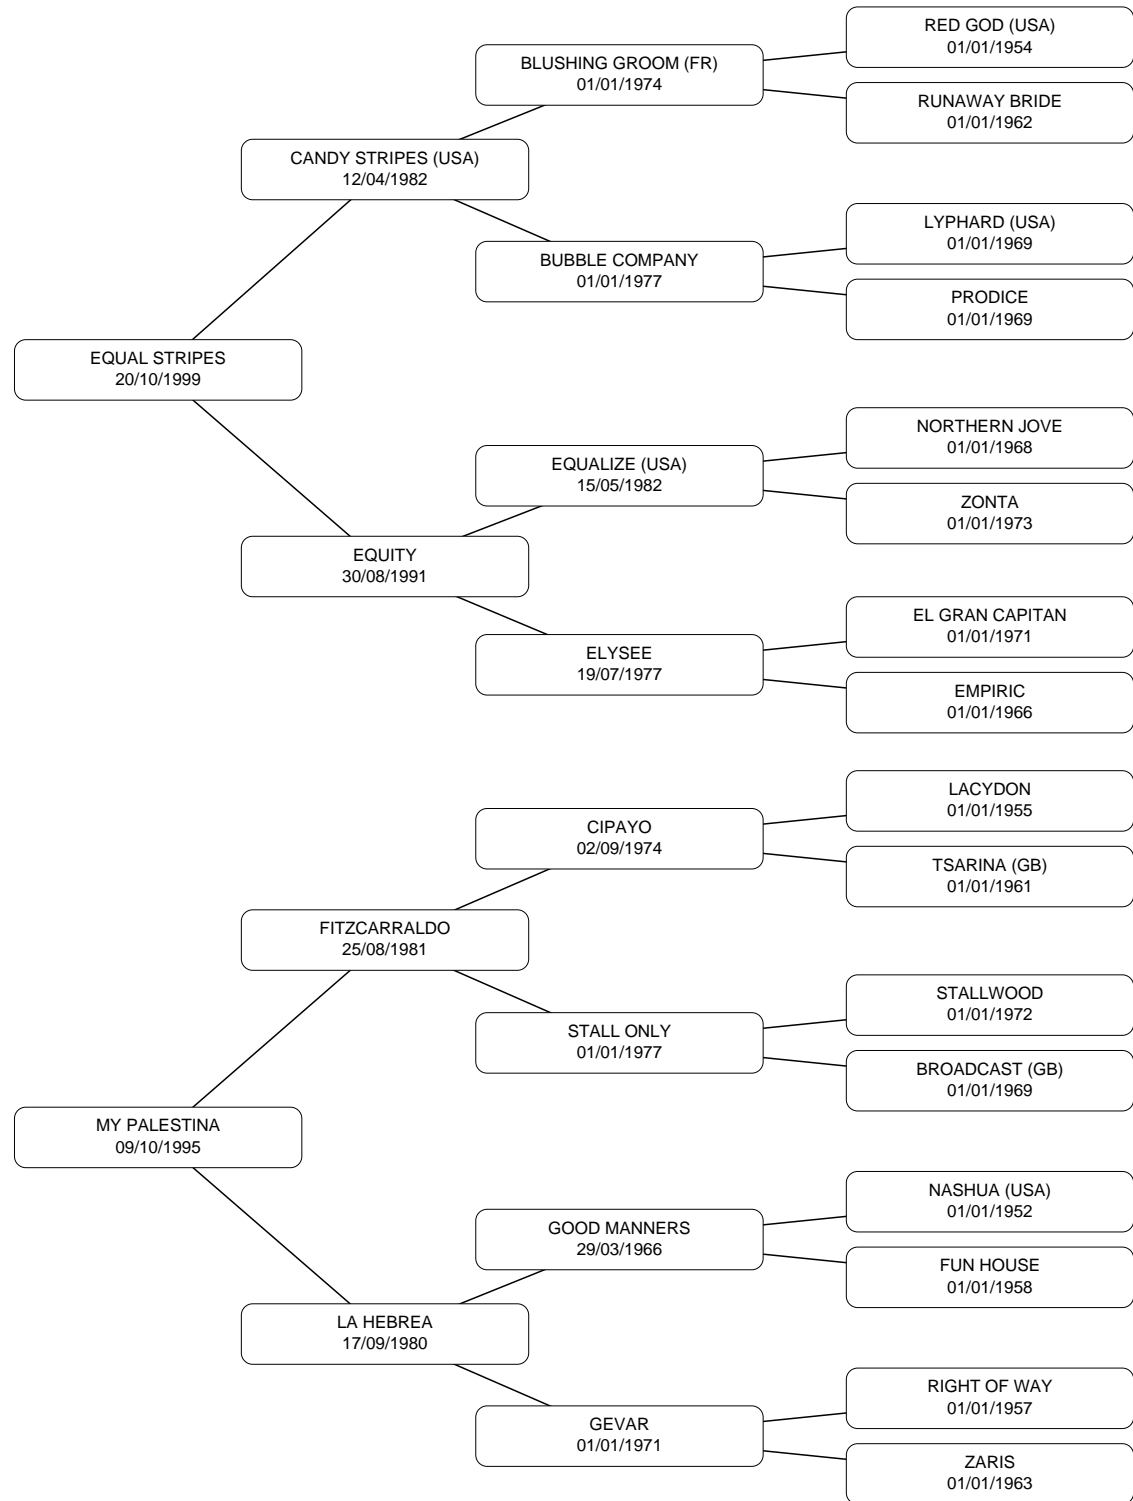 RED GOD (USA)
01/01/1954
BLUSHING GROOM (FR)
01/01/1974
RUNAWAY BRIDE
01/01/1962
CANDY STRIPES (USA)
12/04/1982
LYPHARD (USA)
01/01/1969
BUBBLE COMPANY
01/01/1977
PRODICE
01/01/1969
EQUAL STRIPES
20/10/1999
NORTHERN JOVE
01/01/1968
EQUALIZE (USA)
15/05/1982
ZONTA
01/01/1973
EQUITY
30/08/1991
EL GRAN CAPITAN
01/01/1971
ELYSEE
19/07/1977
EMPIRIC
01/01/1966
LACYDON
01/01/1955
CIPAYO
02/09/1974
TSARINA (GB)
01/01/1961
FITZCARRALDO
25/08/1981
STALLWOOD
01/01/1972
STALL ONLY
01/01/1977
BROADCAST (GB)
01/01/1969
MY PALESTINA
09/10/1995
NASHUA (USA)
01/01/1952
GOOD MANNERS
29/03/1966
FUN HOUSE
01/01/1958
LA HEBREA
17/09/1980
RIGHT OF WAY
01/01/1957
GEVAR
01/01/1971
ZARIS
01/01/1963